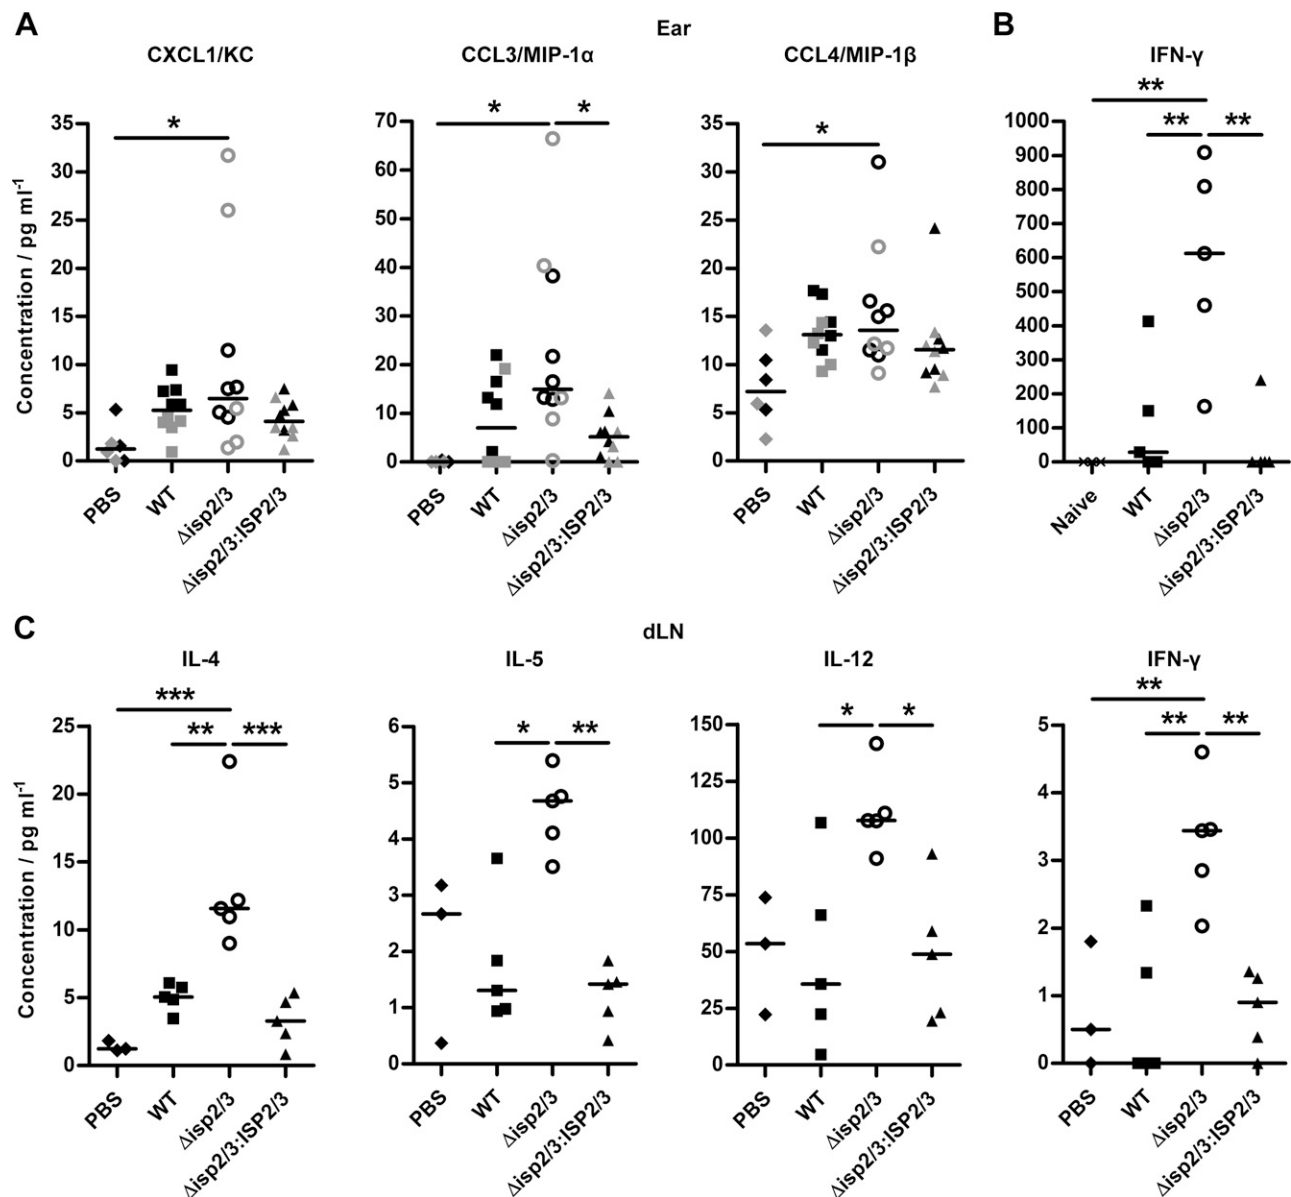 A
Ear
B
CXCL1/KC
CCL3/MIP-1α
CCL4/MIP-1β
IFN-γ
*
* *
*
**
** **
Concentration / pg ml-1
35
30
25
20
15
10
5
0
70
60
50
40
30
20
10
0
35
30
25
20
15
10
5
0
1000
900
800
700
600
500
400
300
200
100
0
PBS
WT
Δisp2/3
Δisp2/3:ISP2/3
PBS
WT
Δisp2/3
Δisp2/3:ISP2/3
PBS
WT
Δisp2/3
Δisp2/3:ISP2/3
Naive
WT
Δisp2/3
Δisp2/3:ISP2/3
C
dLN
IL-4
IL-5
IL-12
IFN-γ
***
** ***
* **
* *
**
** **
Concentration / pg ml-1
25
20
15
10
5
0
6
5
4
3
2
1
0
150
125
100
75
50
25
0
5
4
3
2
1
0
PBS
WT
Δisp2/3
Δisp2/3:ISP2/3
PBS
WT
Δisp2/3
Δisp2/3:ISP2/3
PBS
WT
Δisp2/3
Δisp2/3:ISP2/3
PBS
WT
Δisp2/3
Δisp2/3:ISP2/3